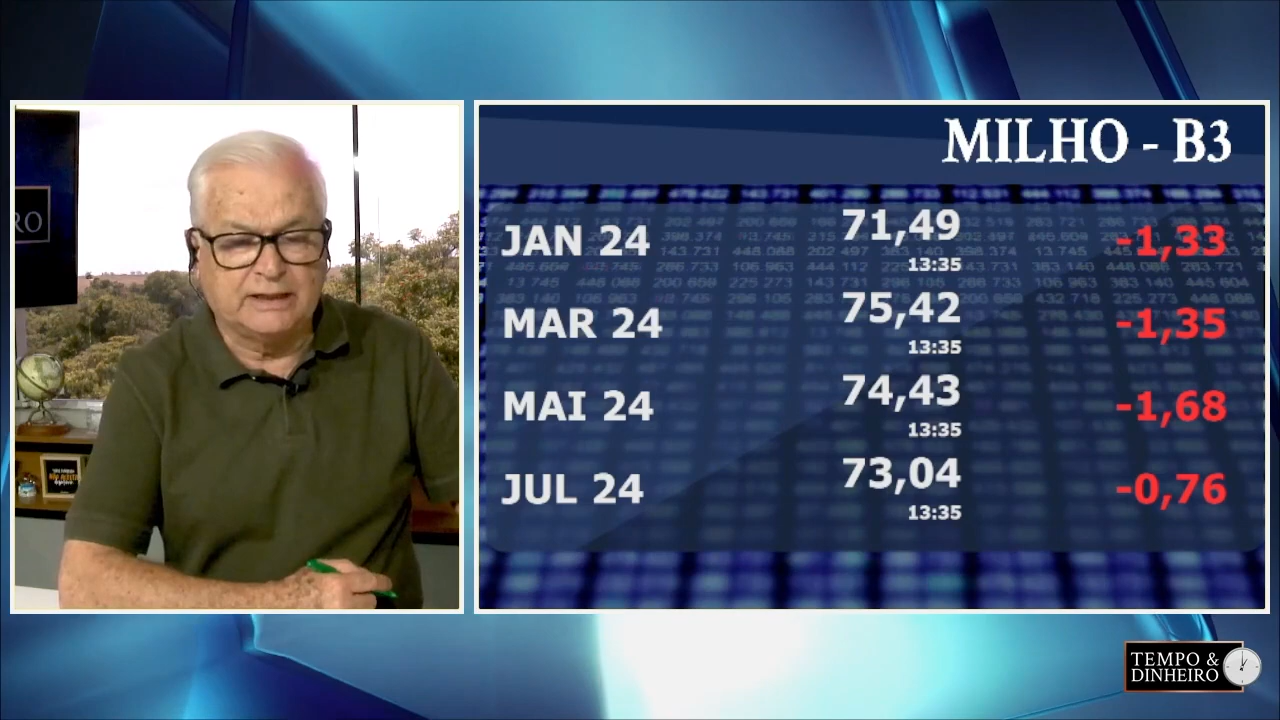 RO
NÃO
MILHO - B3
JAN 24 71,49 -1,33
13:35
MAR 24 75,42 -1,35
13:35
MAI 24 74,43 -1,68
13:35
JUL 24 73,04 -0,76
13:35
TEMPO &
DINHEIRO